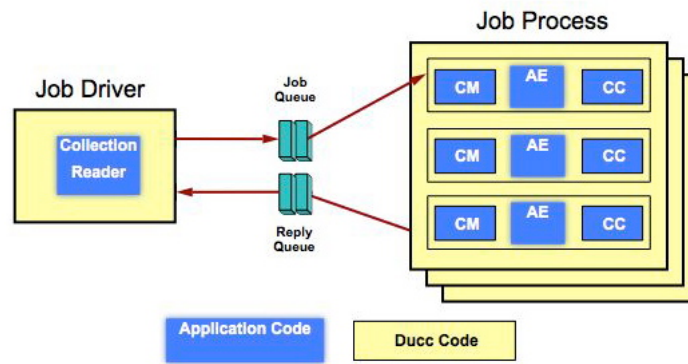 Job Process
Job Driver
Job
Queue
Collection
Reader
Reply
Queue
CM AE CC
CM AE CC
CM AE CC
Application Code
Ducc Code